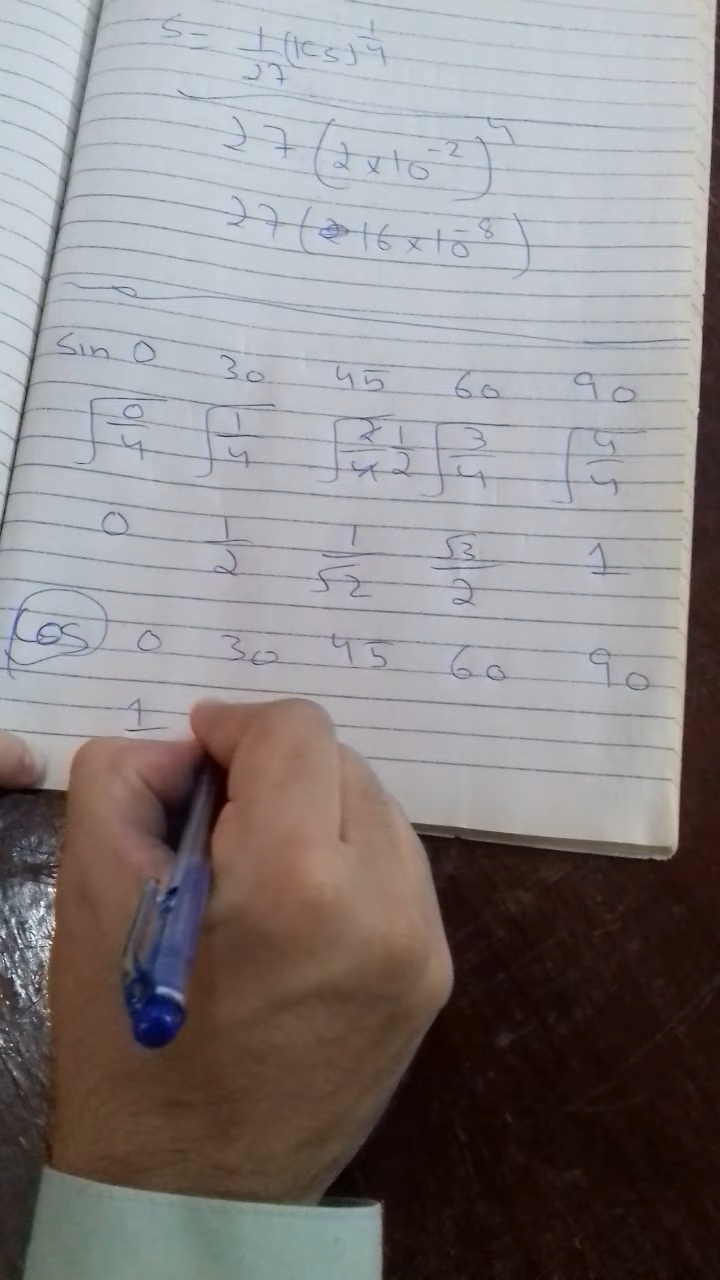 S = 1/27 (Ks)^1/4
27 (2 x 10^-2)^4
27 (16 x 10^-8)
Sin 0 30 45 60 90
√0/4 √1/4 √2/4 1/2 √3/4 √4/4
0 1/2 1/√2 √3/2 1
Cos 0 30 45 60 90
1